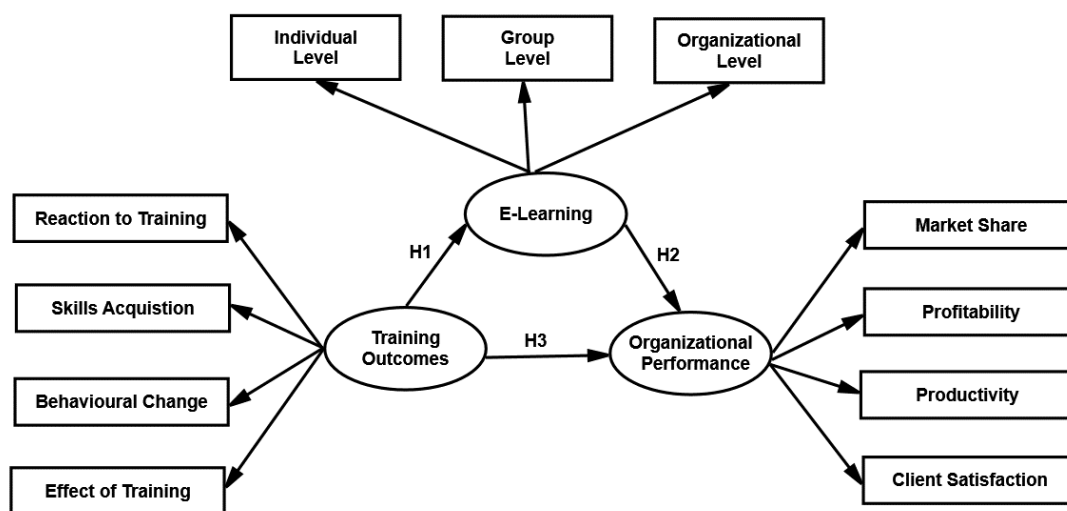 Individual
Level
Group
Level
Organizational
Level
E-Learning
Reaction to Training
Skills Acquistion
Behavioural Change
Effect of Training
H1
H2
H3
Training
Outcomes
Organizational
Performance
Market Share
Profitability
Productivity
Client Satisfaction